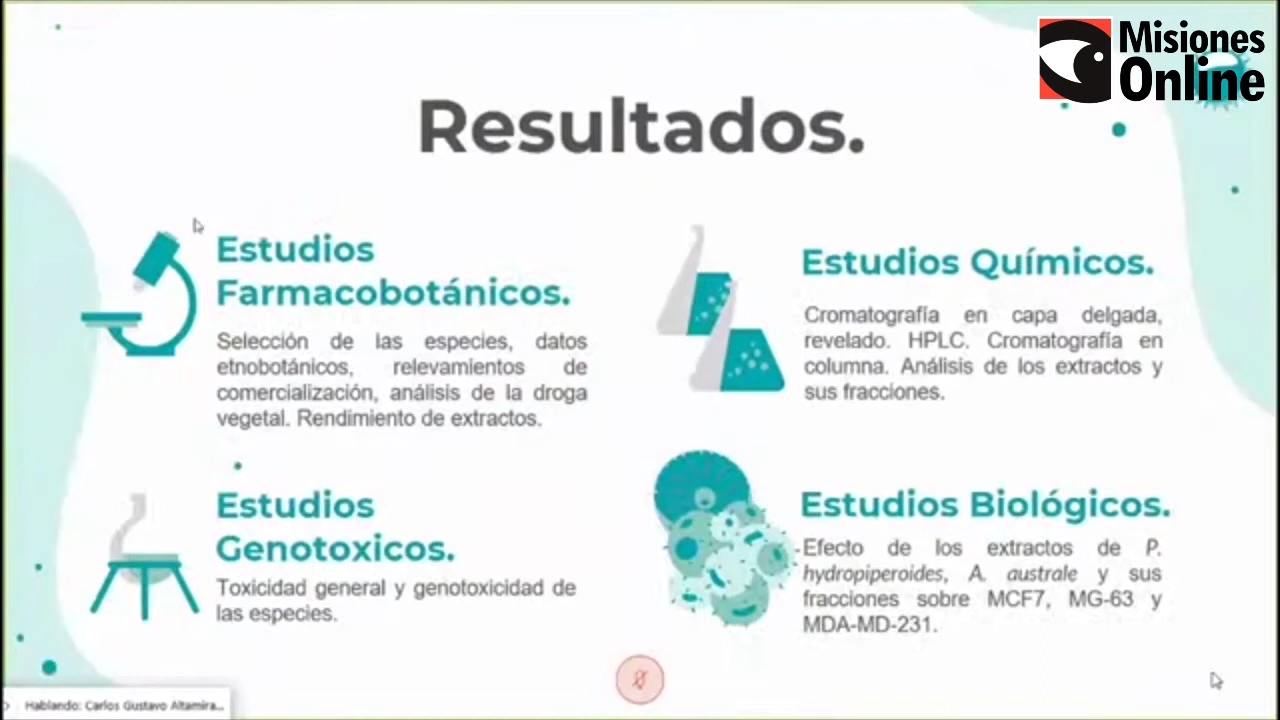 Misiones
Online
Resultados.
Estudios
Farmacobotánicos.
Selección de las especies, datos
etnobotánicos, relevamientos de
comercialización, análisis de la droga
vegetal. Rendimiento de extractos.
Estudios Químicos.
Cromatografía en capa delgada,
revelado. HPLC. Cromatografía en
columna. Análisis de los extractos y
sus fracciones.
Estudios
Genotoxicos.
Toxicidad general y genotoxicidad de
las especies.
Estudios Biológicos.
Efecto de los extractos de P.
hydropiperoides, A. australe y sus
fracciones sobre MCF7, MG-63 y
MDA-MD-231.
Hablando: Carlos Gustavo Altamira...